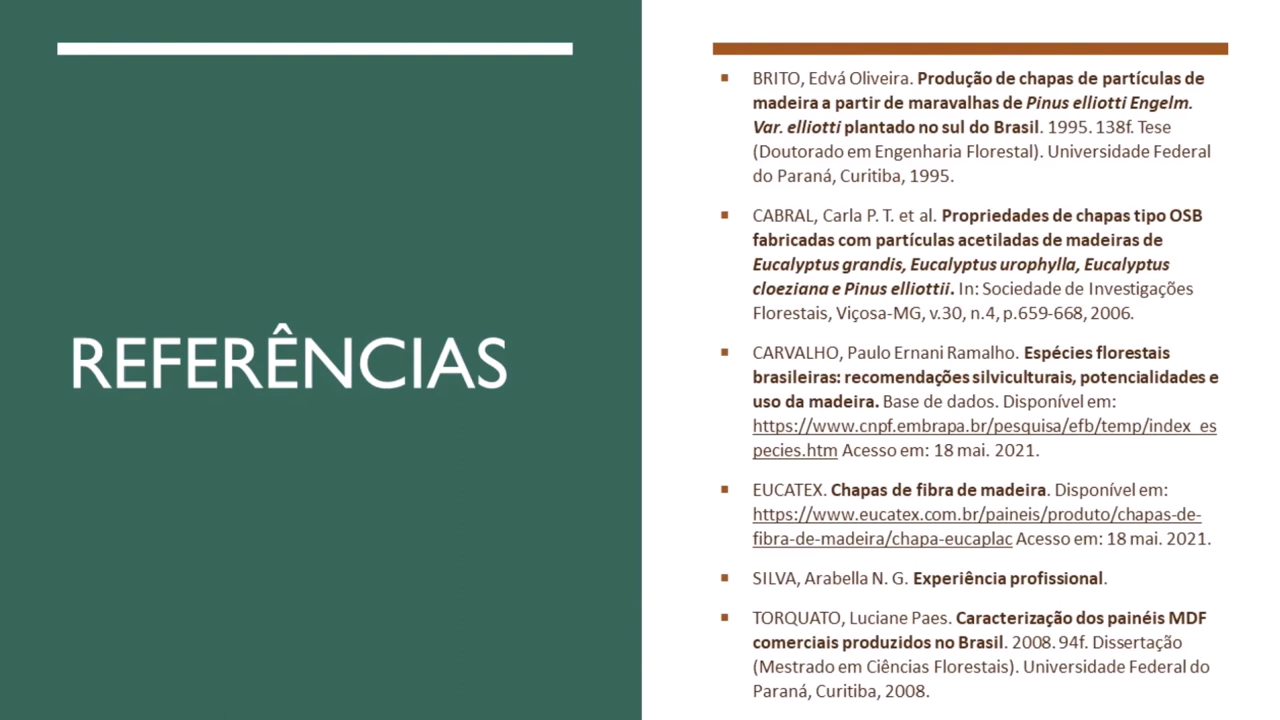 REFERÊNCIAS
▪ BRITO, Edvá Oliveira. Produção de chapas de partículas de
madeira a partir de maravalhas de Pinus elliotti Engelm.
Var. elliotti plantado no sul do Brasil. 1995. 138f. Tese
(Doutorado em Engenharia Florestal). Universidade Federal
do Paraná, Curitiba, 1995.
▪ CABRAL, Carla P. T. et al. Propriedades de chapas tipo OSB
fabricadas com partículas acetiladas de madeiras de
Eucalyptus grandis, Eucalyptus urophylla, Eucalyptus
cloeziana e Pinus elliottii. In: Sociedade de Investigações
Florestais, Viçosa-MG, v.30, n.4, p.659-668, 2006.
▪ CARVALHO, Paulo Ernani Ramalho. Espécies florestais
brasileiras: recomendações silviculturais, potencialidades e
uso da madeira. Base de dados. Disponível em:
https://www.cnpf.embrapa.br/pesquisa/efb/temp/index_es
pecies.htm Acesso em: 18 mai. 2021.
▪ EUCATEX. Chapas de fibra de madeira. Disponível em:
https://www.eucatex.com.br/paineis/produto/chapas-de-
fibra-de-madeira/chapa-eucaplac Acesso em: 18 mai. 2021.
▪ SILVA, Arabella N. G. Experiência profissional.
▪ TORQUATO, Luciane Paes. Caracterização dos painéis MDF
comerciais produzidos no Brasil. 2008. 94f. Dissertação
(Mestrado em Ciências Florestais). Universidade Federal do
Paraná, Curitiba, 2008.